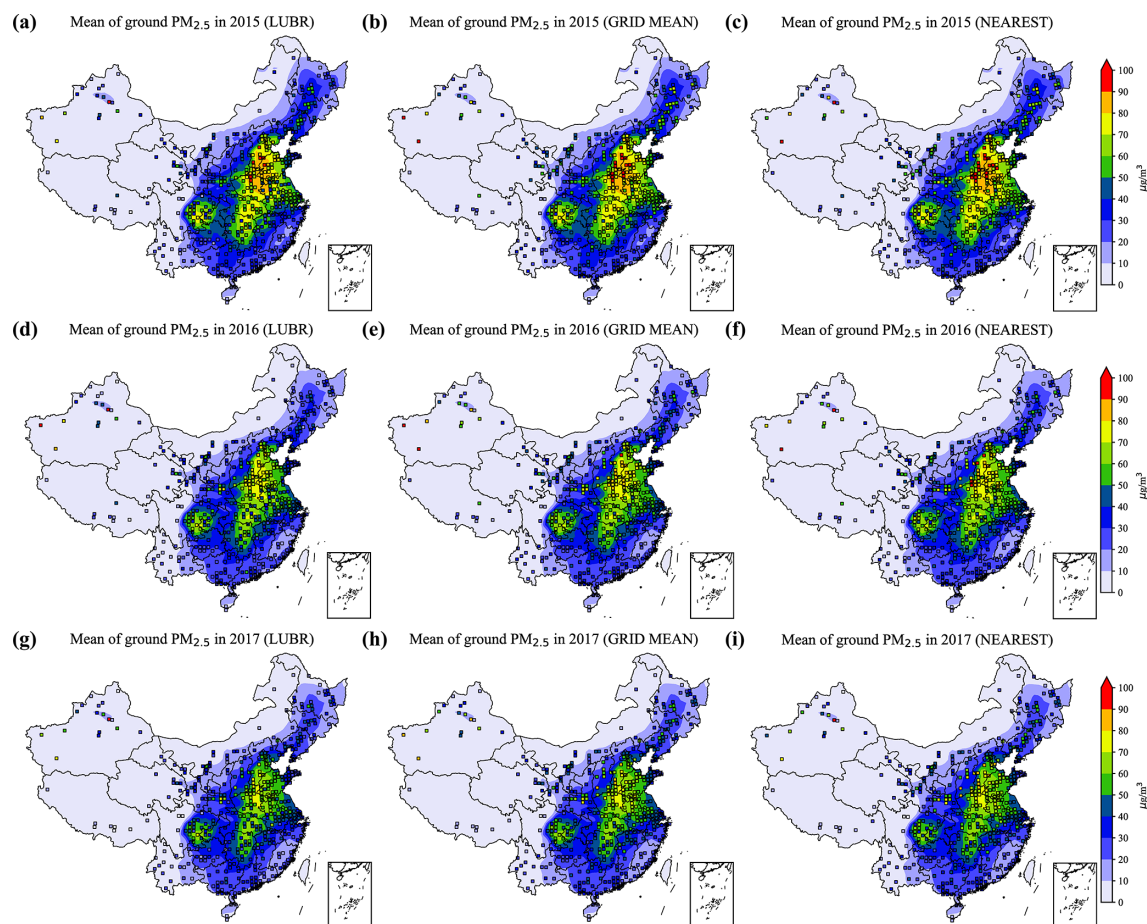 (a) Mean of ground PM2.5 in 2015 (LUBR)
(b) Mean of ground PM2.5 in 2015 (GRID MEAN)
(c) Mean of ground PM2.5 in 2015 (NEAREST)
100
90
80
70
60
50
40
30
20
10
0
μg/m³
(d) Mean of ground PM2.5 in 2016 (LUBR)
(e) Mean of ground PM2.5 in 2016 (GRID MEAN)
(f) Mean of ground PM2.5 in 2016 (NEAREST)
100
90
80
70
60
50
40
30
20
10
0
μg/m³
(g) Mean of ground PM2.5 in 2017 (LUBR)
(h) Mean of ground PM2.5 in 2017 (GRID MEAN)
(i) Mean of ground PM2.5 in 2017 (NEAREST)
100
90
80
70
60
50
40
30
20
10
0
μg/m³